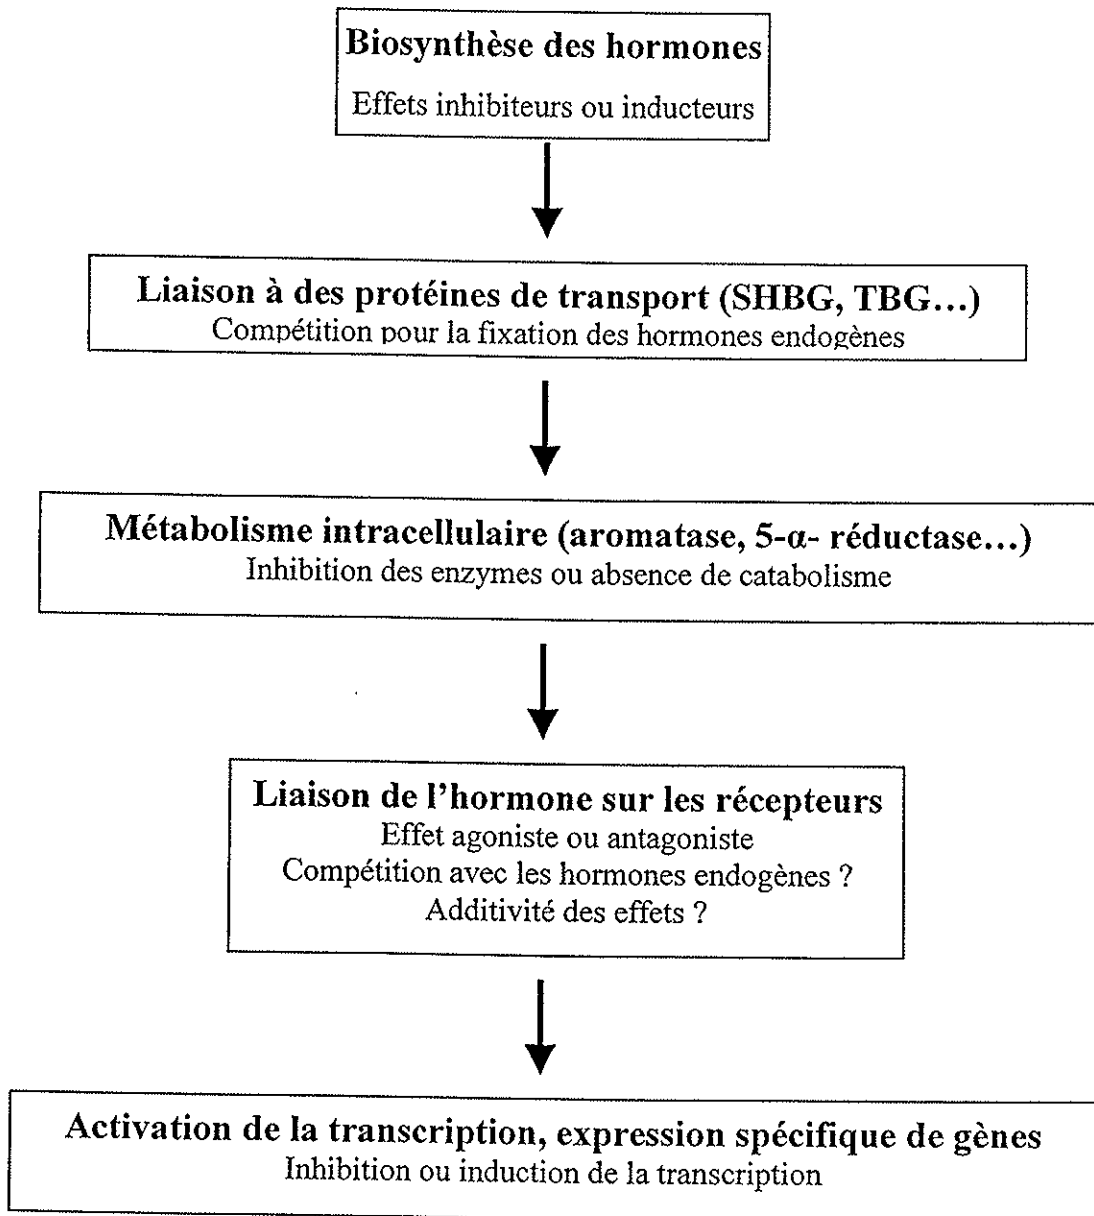 Biosynthèse des hormones
Effets inhibiteurs ou inducteurs
Liaison à des protéines de transport (SHBG, TBG…)
Compétition pour la fixation des hormones endogènes
Métabolisme intracellulaire (aromatase, 5-α- réductase…)
Inhibition des enzymes ou absence de catabolisme
Liaison de l’hormone sur les récepteurs
Effet agoniste ou antagoniste
Compétition avec les hormones endogènes ?
Additivité des effets ?
Activation de la transcription, expression spécifique de gènes
Inhibition ou induction de la transcription